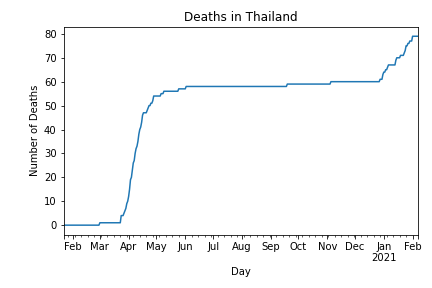 Deaths in Thailand
80
70
60
50
40
30
20
10
0
Number of Deaths
Feb Mar Apr May Jun Jul Aug Sep Oct Nov Dec Jan Feb
2021
Day